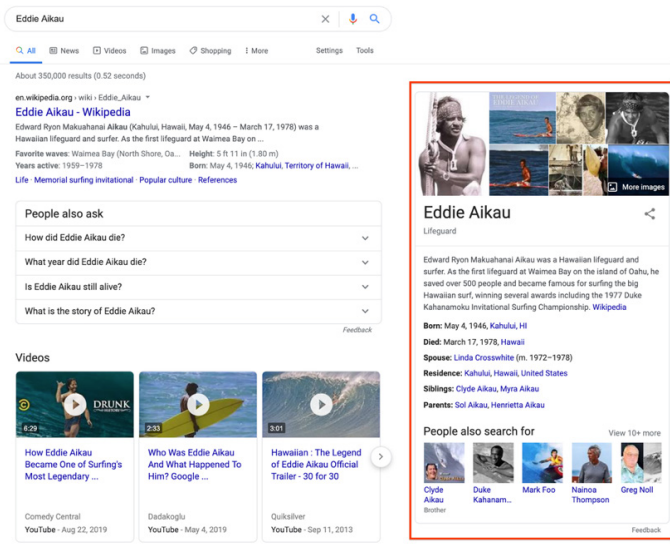 Eddie Aikau
All
News
Videos
Images
Shopping
More
Settings
Tools
About 350,000 results (0.52 seconds)
en.wikipedia.org › wiki › Eddie_Aikau
Eddie Aikau - Wikipedia
Edward Ryon Makuahanai Aikau (Kahului, Hawaii, May 4, 1946 – March 17, 1978) was a
Hawaiian lifeguard and surfer. As the first lifeguard at Waimea Bay on ...
Favorite waves: Waimea Bay (North Shore, Oa... Height: 5 ft 11 in (1.80 m)
Years active: 1959–1978 Born: May 4, 1946; Kahului, Territory of Hawaii, ...
Life · Memorial surfing invitational · Popular culture · References
People also ask
How did Eddie Aikau die?
What year did Eddie Aikau die?
Is Eddie Aikau still alive?
What is the story of Eddie Aikau?
Feedback
Videos
DRUNK
8:29
2:33
3:01
How Eddie Aikau
Became One of Surfing's
Most Legendary ...
Comedy Central
YouTube - Aug 22, 2019
Who Was Eddie Aikau
And What Happened To
Him? Google ...
Dadakoglu
YouTube - May 4, 2019
Hawaiian : The Legend
of Eddie Aikau Official
Trailer - 30 for 30
Quiksilver
YouTube - Sep 11, 2013
THE LEGEND OF
EDDIE AIKAU
More images
Eddie Aikau
Lifeguard
Edward Ryon Makuahanai Aikau was a Hawaiian lifeguard and
surfer. As the first lifeguard at Waimea Bay on the island of Oahu, he
saved over 500 people and became famous for surfing the big
Hawaiian surf, winning several awards including the 1977 Duke
Kahanamoku Invitational Surfing Championship. Wikipedia
Born: May 4, 1946, Kahului, HI
Died: March 17, 1978, Hawaii
Spouse: Linda Crosswhite (m. 1972–1978)
Residence: Kahului, Hawaii, United States
Siblings: Clyde Aikau, Myra Aikau
Parents: Sol Aikau, Henrietta Aikau
People also search for
View 10+ more
Clyde
Aikau
Brother
Duke
Kahanam...
Mark Foo
Nainoa
Thompson
Greg Noll
Feedback